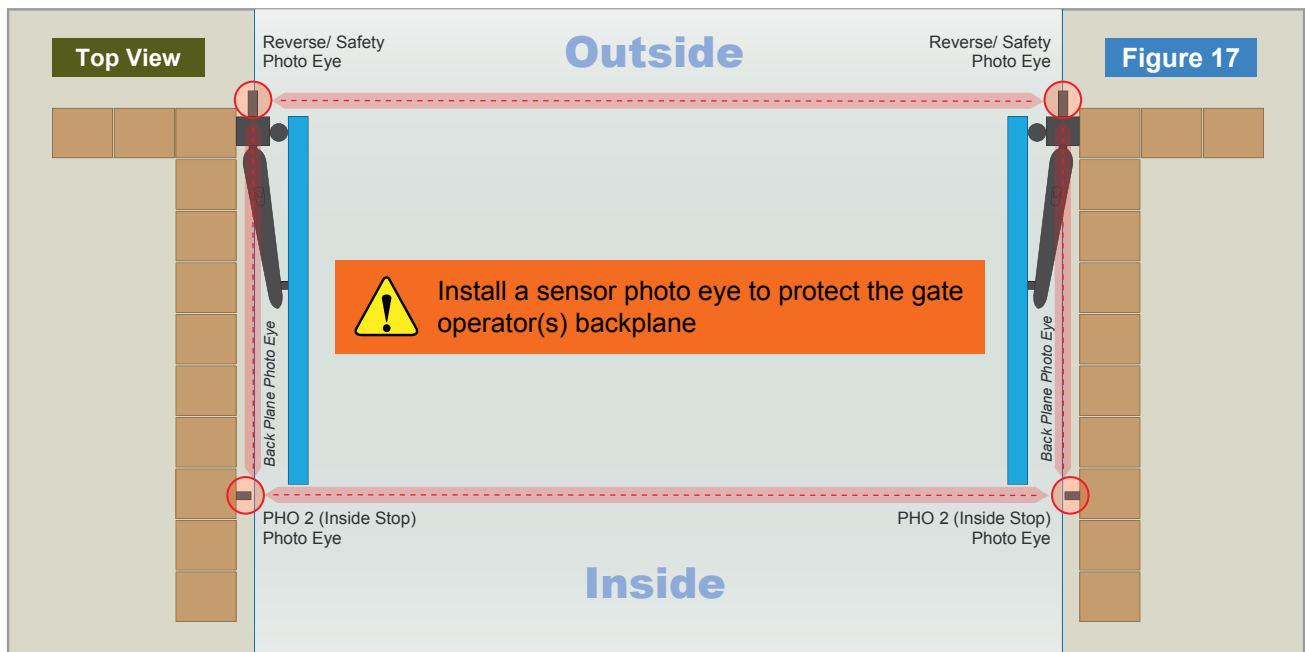 Top View
Reverse/ Safety
Photo Eye
Outside
Reverse/ Safety
Photo Eye
Figure 17
Install a sensor photo eye to protect the gate
operator(s) backplane
Back Plane Photo Eye
Back Plane Photo Eye
PHO 2 (Inside Stop)
Photo Eye
PHO 2 (Inside Stop)
Photo Eye
Inside